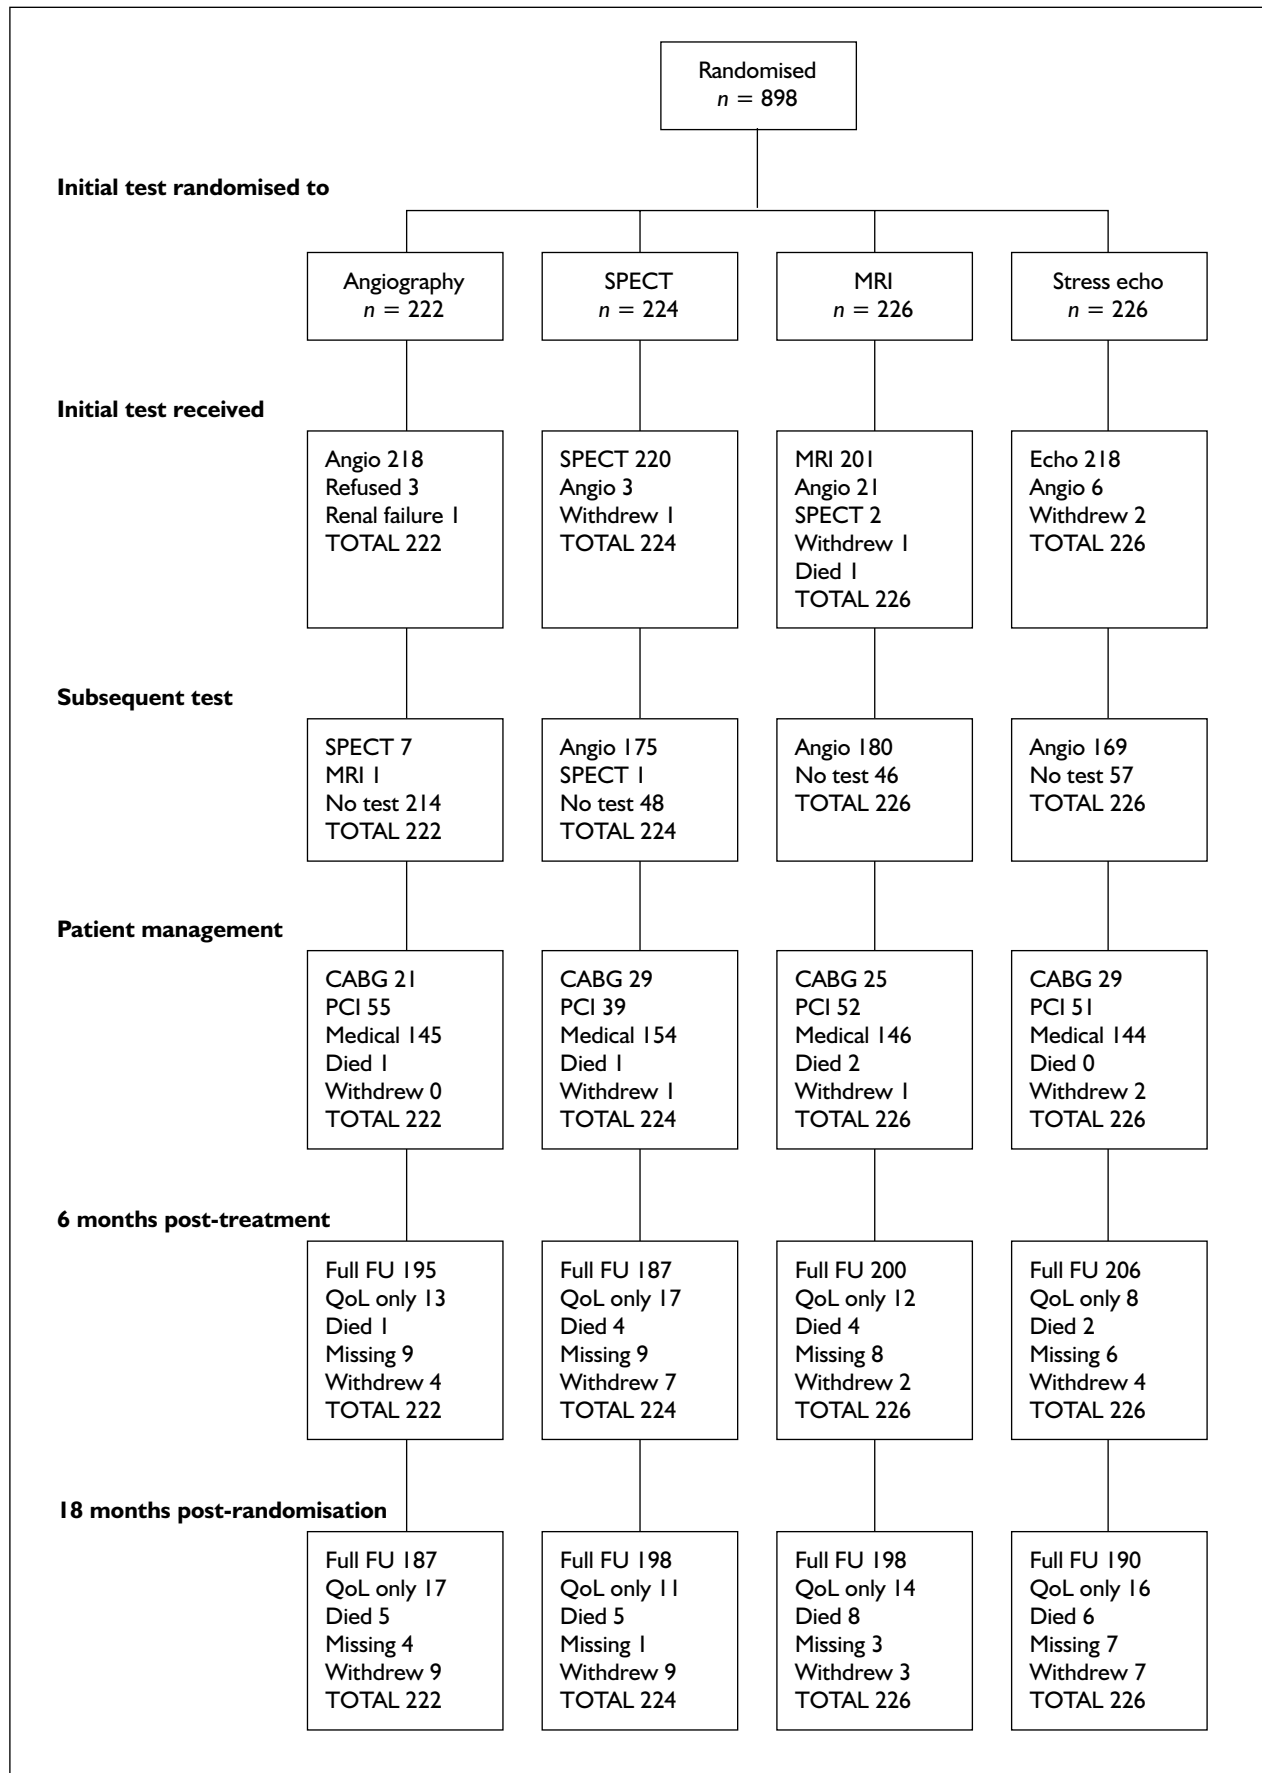 Randomised
n = 898
Initial test randomised to
Angiography
n = 222
SPECT
n = 224
MRI
n = 226
Stress echo
n = 226
Initial test received
Angio 218
Refused 3
Renal failure 1
TOTAL 222
SPECT 220
Angio 3
Withdrew 1
TOTAL 224
MRI 201
Angio 21
SPECT 2
Withdrew 1
Died 1
TOTAL 226
Echo 218
Angio 6
Withdrew 2
TOTAL 226
Subsequent test
SPECT 7
MRI 1
No test 214
TOTAL 222
Angio 175
SPECT 1
No test 48
TOTAL 224
Angio 180
No test 46
TOTAL 226
Angio 169
No test 57
TOTAL 226
Patient management
CABG 21
PCI 55
Medical 145
Died 1
Withdrew 0
TOTAL 222
CABG 29
PCI 39
Medical 154
Died 1
Withdrew 1
TOTAL 224
CABG 25
PCI 52
Medical 146
Died 2
Withdrew 1
TOTAL 226
CABG 29
PCI 51
Medical 144
Died 0
Withdrew 2
TOTAL 226
6 months post-treatment
Full FU 195
QoL only 13
Died 1
Missing 9
Withdrew 4
TOTAL 222
Full FU 187
QoL only 17
Died 4
Missing 9
Withdrew 7
TOTAL 224
Full FU 200
QoL only 12
Died 4
Missing 8
Withdrew 2
TOTAL 226
Full FU 206
QoL only 8
Died 2
Missing 6
Withdrew 4
TOTAL 226
18 months post-randomisation
Full FU 187
QoL only 17
Died 5
Missing 4
Withdrew 9
TOTAL 222
Full FU 198
QoL only 11
Died 5
Missing 1
Withdrew 9
TOTAL 224
Full FU 198
QoL only 14
Died 8
Missing 3
Withdrew 3
TOTAL 226
Full FU 190
QoL only 16
Died 6
Missing 7
Withdrew 7
TOTAL 226